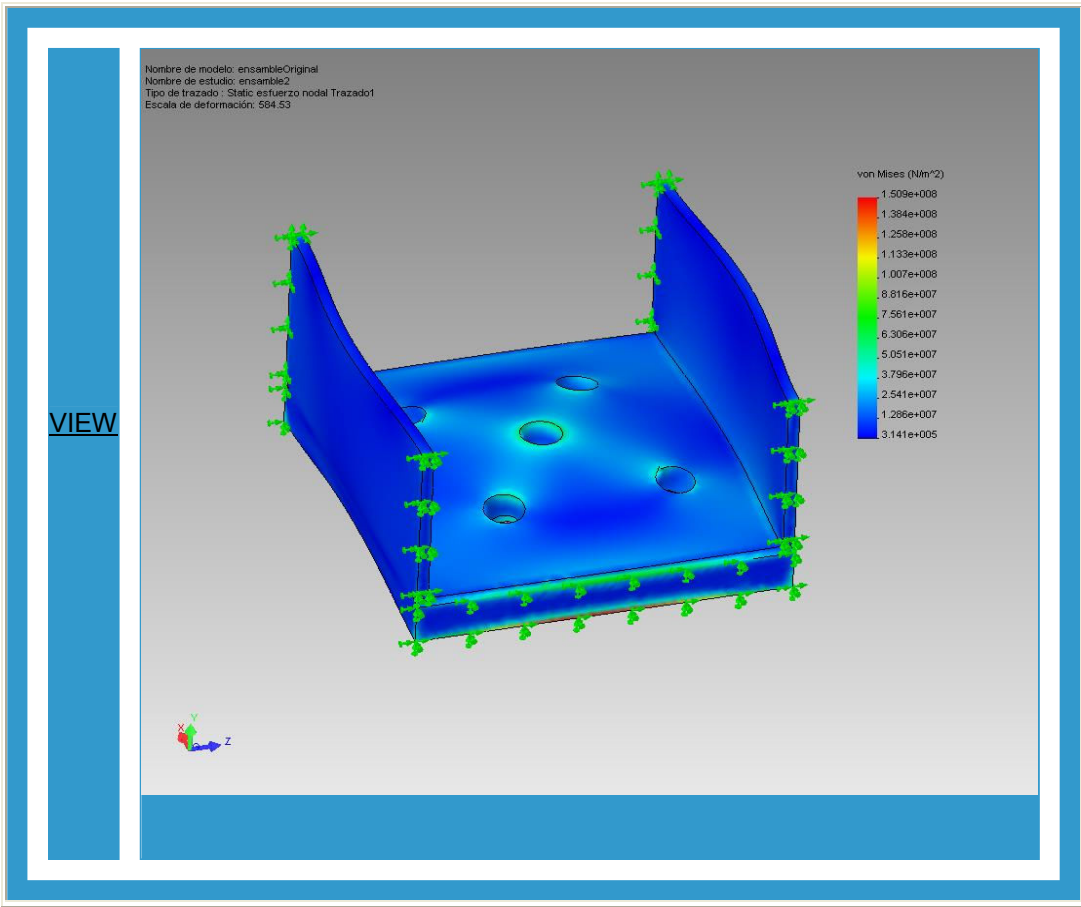 Nombre de modelo: ensambleOriginal
Nombre de estudio: ensamble2
Tipo de trazado : Static esfuerzo nodal Trazado1
Escala de deformación: 584.53
von Mises (N/m^2)
1.509e+008
1.384e+008
1.258e+008
1.133e+008
1.007e+008
8.816e+007
7.561e+007
6.306e+007
5.051e+007
3.796e+007
2.541e+007
1.286e+007
3.141e+005
VIEW
Y
X
Z